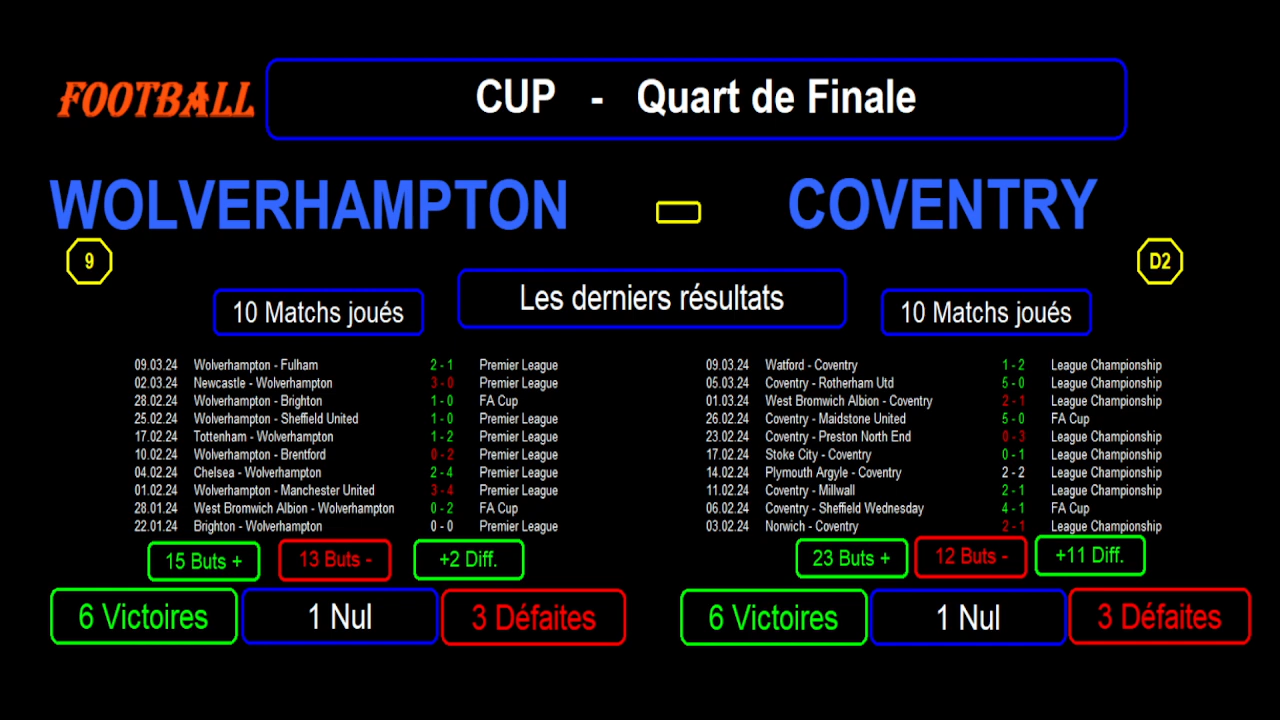 FOOTBALL
CUP - Quart de Finale
WOLVERHAMPTON - COVENTRY
9
D2
Les derniers résultats
10 Matchs joués
10 Matchs joués
09.03.24 Wolverhampton - Fulham 2 - 1 Premier League
02.03.24 Newcastle - Wolverhampton 3 - 0 Premier League
28.02.24 Wolverhampton - Brighton 1 - 0 FA Cup
25.02.24 Wolverhampton - Sheffield United 1 - 0 Premier League
17.02.24 Tottenham - Wolverhampton 1 - 2 Premier League
10.02.24 Wolverhampton - Brentford 0 - 2 Premier League
04.02.24 Chelsea - Wolverhampton 2 - 4 Premier League
01.02.24 Wolverhampton - Manchester United 3 - 4 Premier League
28.01.24 West Bromwich Albion - Wolverhampton 0 - 2 FA Cup
22.01.24 Brighton - Wolverhampton 0 - 0 Premier League
15 Buts + 13 Buts - +2 Diff.
6 Victoires 1 Nul 3 Défaites
09.03.24 Watford - Coventry 1 - 2 League Championship
05.03.24 Coventry - Rotherham Utd 5 - 0 League Championship
01.03.24 West Bromwich Albion - Coventry 2 - 1 League Championship
26.02.24 Coventry - Maidstone United 5 - 0 FA Cup
23.02.24 Coventry - Preston North End 0 - 3 League Championship
17.02.24 Stoke City - Coventry 0 - 1 League Championship
14.02.24 Plymouth Argyle - Coventry 2 - 2 League Championship
11.02.24 Coventry - Millwall 2 - 1 League Championship
06.02.24 Coventry - Sheffield Wednesday 4 - 1 FA Cup
03.02.24 Norwich - Coventry 2 - 1 League Championship
23 Buts + 12 Buts - +11 Diff.
6 Victoires 1 Nul 3 Défaites